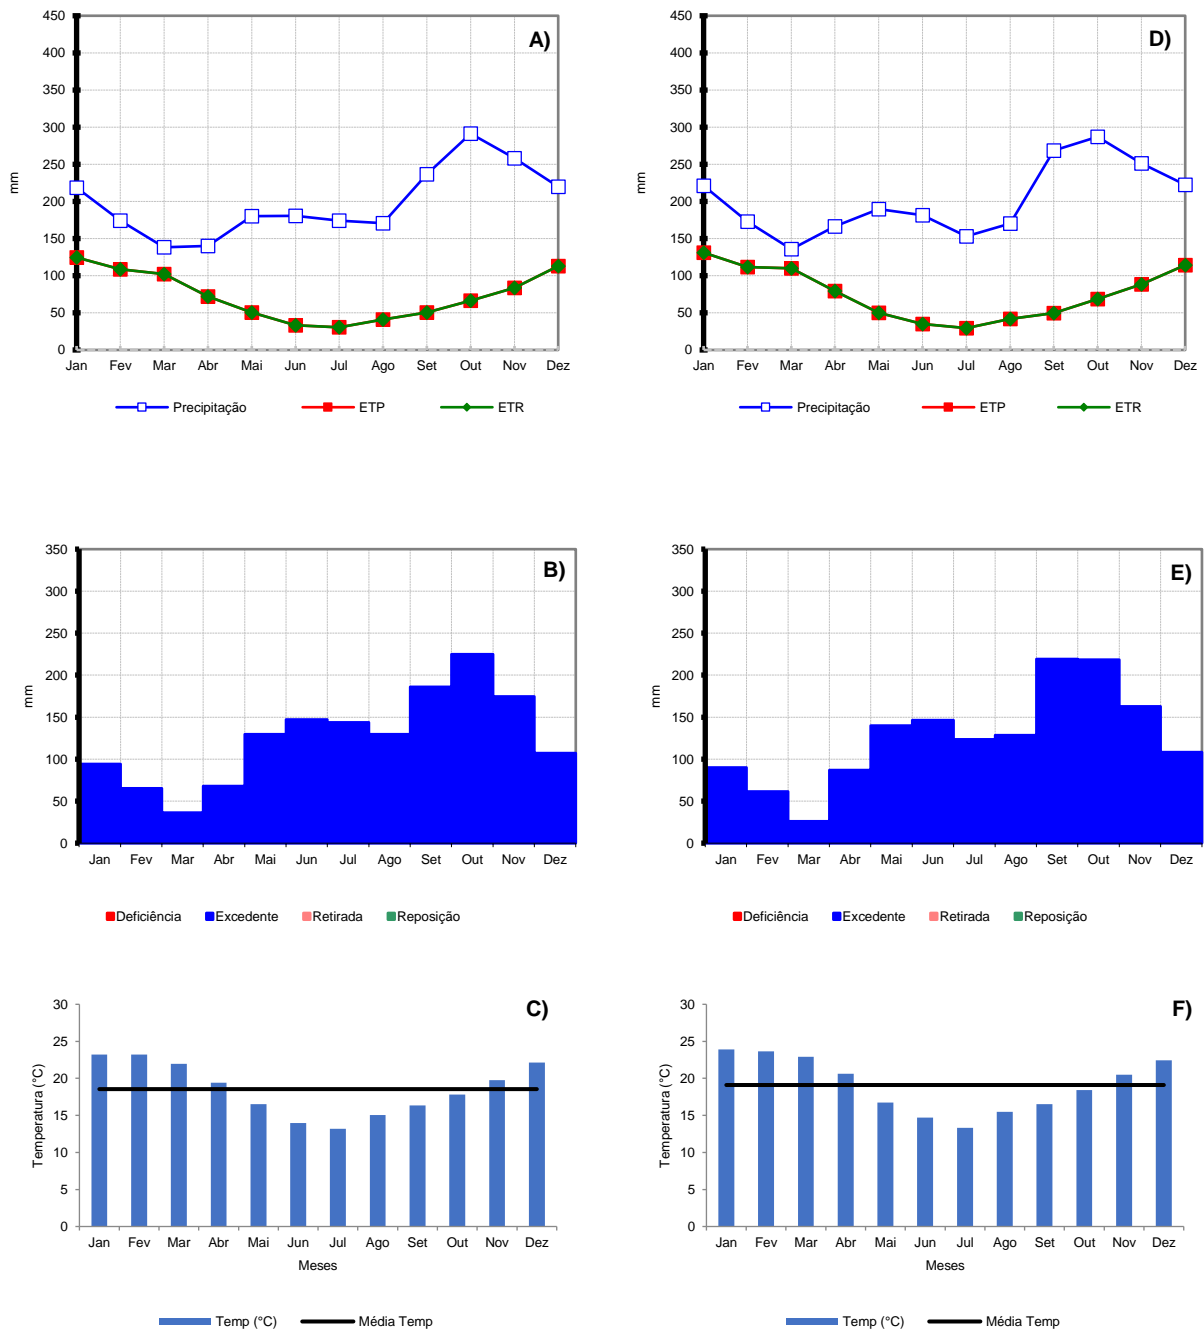 A)
450
400
350
300
250
200
150
100
50
0
mm
Jan Fev Mar Abr Mai Jun Jul Ago Set Out Nov Dez
Precipitação ETP ETR
D)
450
400
350
300
250
200
150
100
50
0
mm
Jan Fev Mar Abr Mai Jun Jul Ago Set Out Nov Dez
Precipitação ETP ETR
B)
350
300
250
200
150
100
50
0
mm
Jan Fev Mar Abr Mai Jun Jul Ago Set Out Nov Dez
Deficiência Excedente Retirada Reposição
E)
350
300
250
200
150
100
50
0
mm
Jan Fev Mar Abr Mai Jun Jul Ago Set Out Nov Dez
Deficiência Excedente Retirada Reposição
C)
30
25
20
15
10
5
0
Temperatura (°C)
Jan Fev Mar Abr Mai Jun Jul Ago Set Out Nov Dez
Meses
Temp (°C) Média Temp
F)
30
25
20
15
10
5
0
Temperatura (°C)
Jan Fev Mar Abr Mai Jun Jul Ago Set Out Nov Dez
Meses
Temp (°C) Média Temp